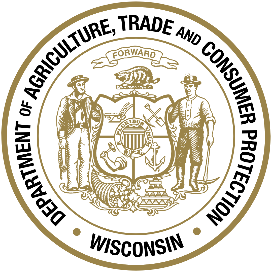 FORWARD
DEPARTMENT OF AGRICULTURE, TRADE AND CONSUMER PROTECTION
• WISCONSIN •